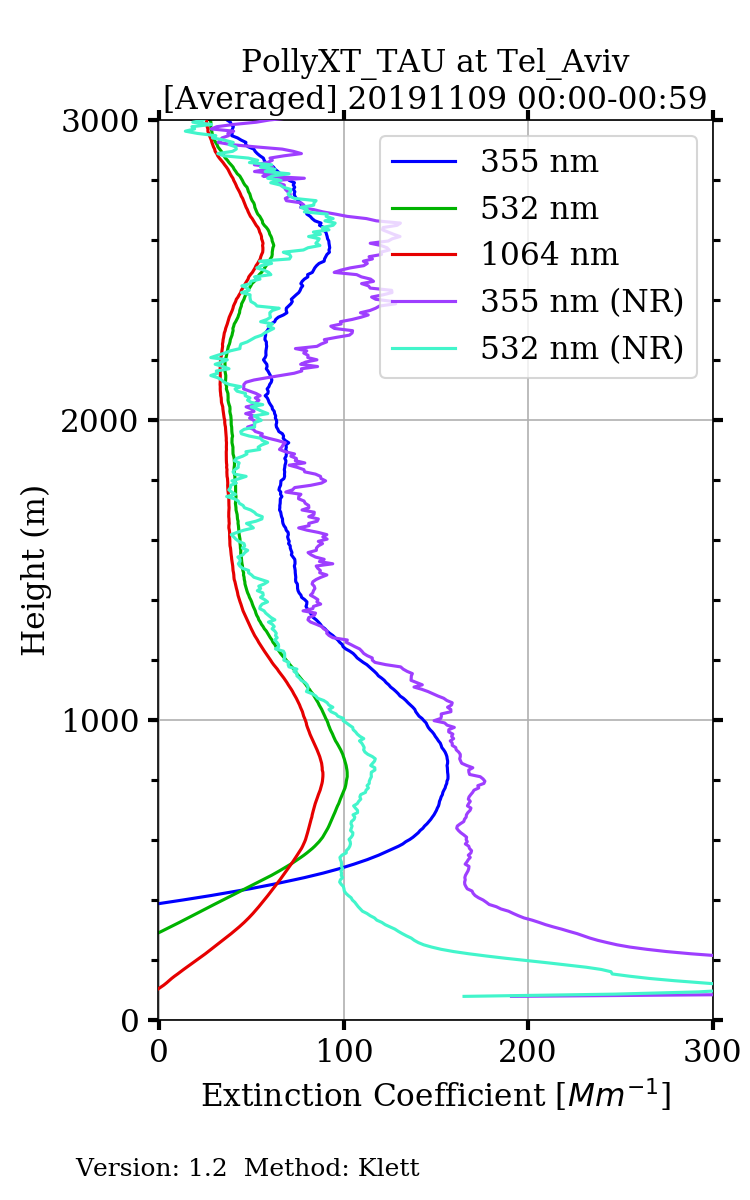 PollyXT_TAU at Tel_Aviv
[Averaged] 20191109 00:00-00:59
3000
355 nm
532 nm
1064 nm
355 nm (NR)
532 nm (NR)
2000
Height (m)
1000
0
0 100 200 300
Extinction Coefficient [Mm⁻¹]
Version: 1.2 Method: Klett